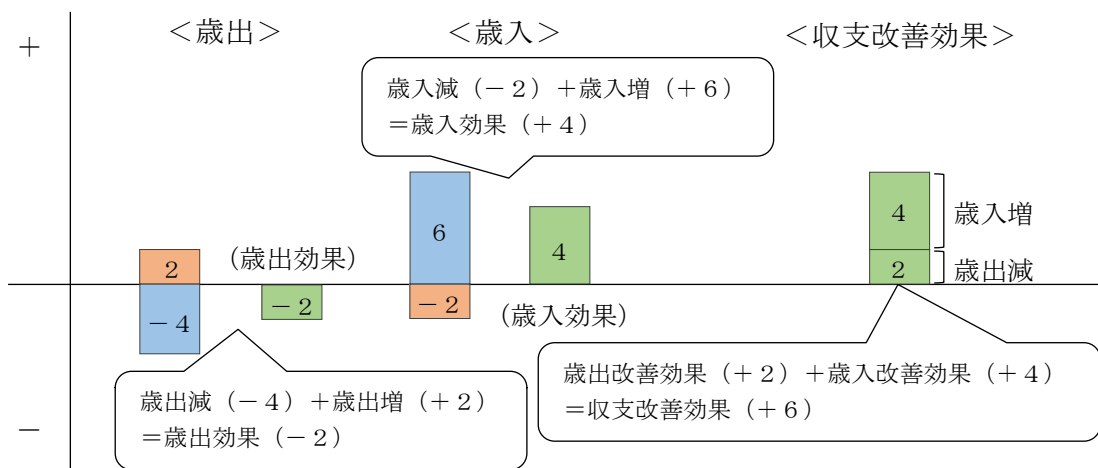 ＋
＜歳出＞
＜歳入＞
＜収支改善効果＞
歳入減（－２）＋歳入増（＋６）
＝歳入効果（＋４）
2
－4
（歳出効果）
－2
6
－2
4
（歳入効果）
4
2
歳入増
歳出減
歳出減（－４）＋歳出増（＋２）
＝歳出効果（－２）
歳出改善効果（＋２）＋歳入改善効果（＋４）
＝収支改善効果（＋６）
－